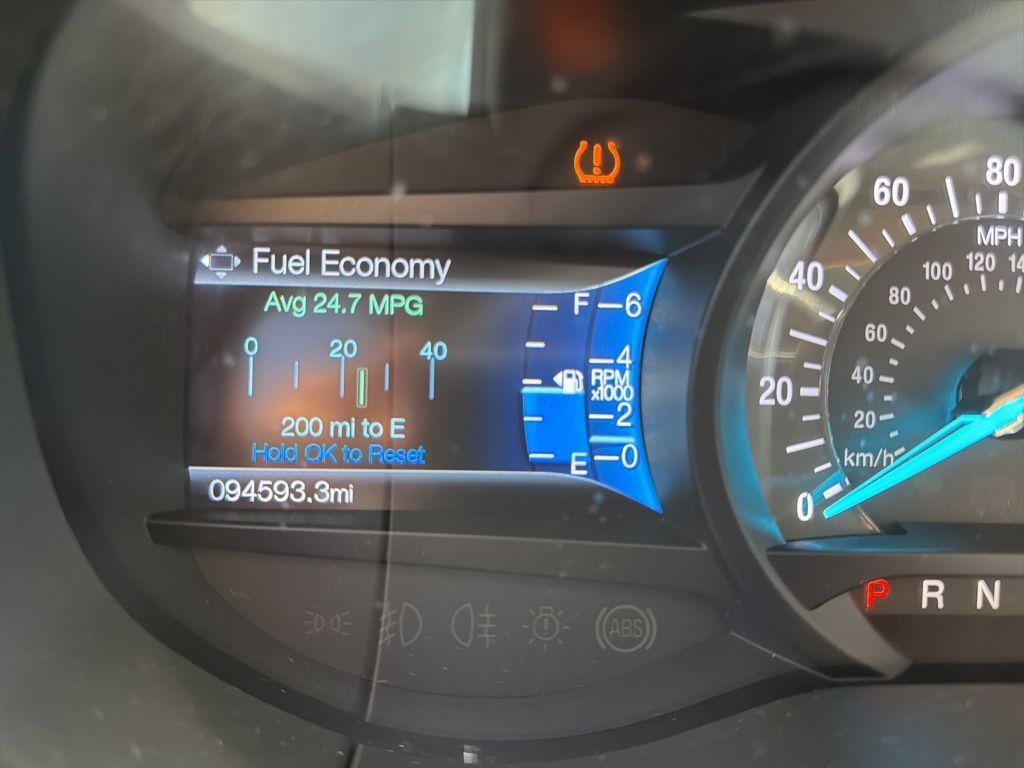 Fuel Economy
Avg 24.7 MPG
0 20 40
200 mi to E
Hold OK to Reset
094593.3mi
F
E
6
4
RPM
x1000
2
0
80
60
40
20
0
MPH
120
100
80
60
40
20
km/h
P R N
ABS